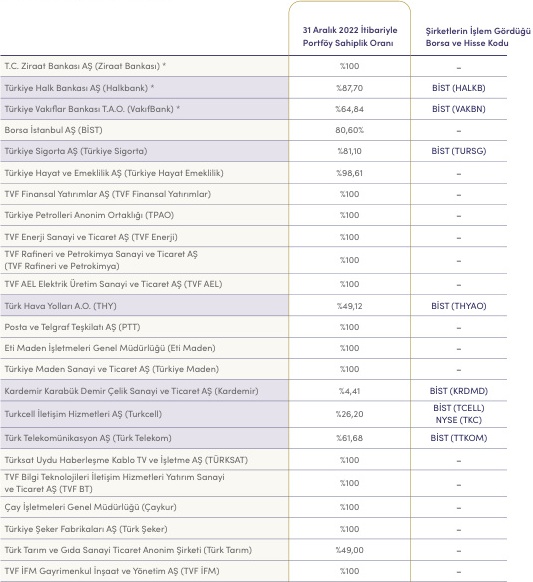 31 Aralık 2022 İtibariyle
Portföy Sahiplik Oranı
Şirketlerin İşlem Gördüğü
Borsa ve Hisse Kodu
T.C. Ziraat Bankası AŞ (Ziraat Bankası) * %100 –
Türkiye Halk Bankası AŞ (Halkbank) * %87,70 BİST (HALKB)
Türkiye Vakıflar Bankası T.A.O. (VakıfBank) * %64,84 BİST (VAKBN)
Borsa İstanbul AŞ (BİST) 80,60% –
Türkiye Sigorta AŞ (Türkiye Sigorta) %81,10 BİST (TURSG)
Türkiye Hayat ve Emeklilik AŞ (Türkiye Hayat Emeklilik) %98,61 –
TVF Finansal Yatırımlar AŞ (TVF Finansal Yatırımlar) %100 –
Türkiye Petrolleri Anonim Ortaklığı (TPAO) %100 –
TVF Enerji Sanayi ve Ticaret AŞ (TVF Enerji) %100 –
TVF Rafineri ve Petrokimya Sanayi ve Ticaret AŞ
(TVF Rafineri ve Petrokimya) %100 –
TVF AEL Elektrik Üretim Sanayi ve Ticaret AŞ (TVF AEL) %100 –
Türk Hava Yolları A.O. (THY) %49,12 BİST (THYAO)
Posta ve Telgraf Teşkilatı AŞ (PTT) %100 –
Eti Maden İşletmeleri Genel Müdürlüğü (Eti Maden) %100 –
Türkiye Maden Sanayi ve Ticaret AŞ (Türkiye Maden) %100 –
Kardemir Karabük Demir Çelik Sanayi ve Ticaret AŞ (Kardemir) %4,41 BİST (KRDMD)
Turkcell İletişim Hizmetleri AŞ (Turkcell) %26,20 BİST (TCELL)
NYSE (TKC)
Türk Telekomünikasyon AŞ (Türk Telekom) %61,68 BİST (TTKOM)
Türksat Uydu Haberleşme Kablo TV ve İşletme AŞ (TÜRKSAT) %100 –
TVF Bilgi Teknolojileri İletişim Hizmetleri Yatırım Sanayi
ve Ticaret AŞ (TVF BT) %100 –
Çay İşletmeleri Genel Müdürlüğü (Çaykur) %100 –
Türkiye Şeker Fabrikaları AŞ (Türk Şeker) %100 –
Türk Tarım ve Gıda Sanayi Ticaret Anonim Şirketi (Türk Tarım) %49,00 –
TVF İFM Gayrimenkul İnşaat ve Yönetim AŞ (TVF İFM) %100 –